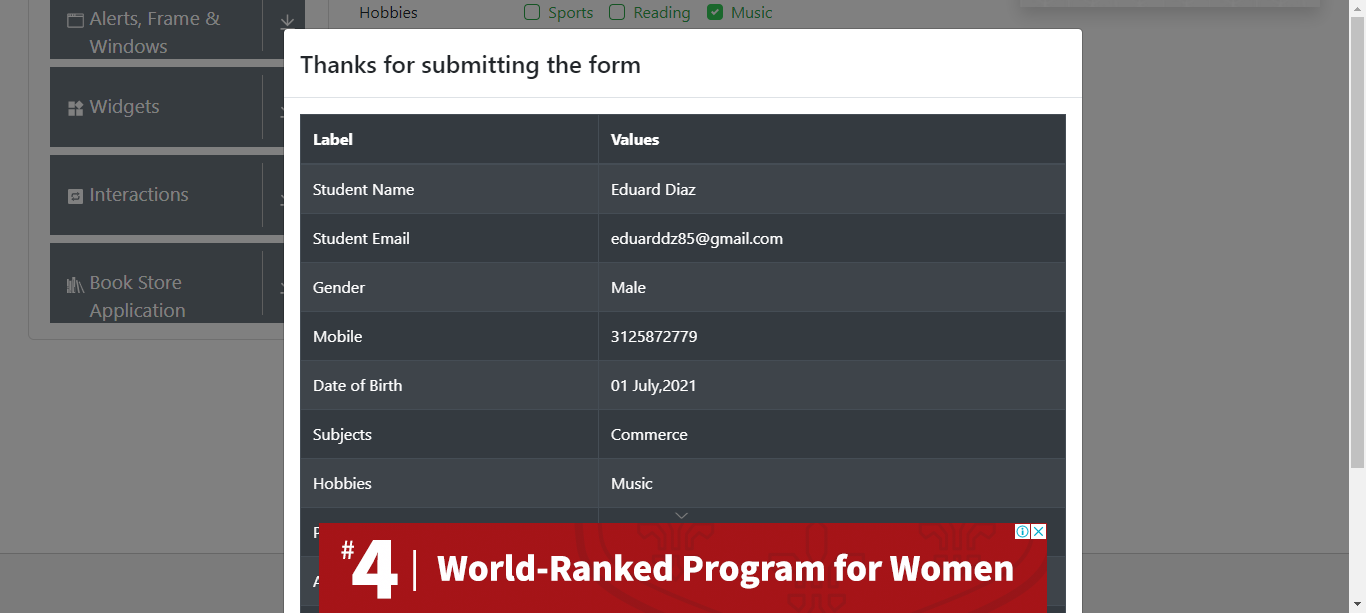 Alerts, Frame &
Windows
Hobbies Sports Reading Music
Thanks for submitting the form
Widgets
Interactions
Book Store
Application
Label Values
Student Name Eduard Diaz
Student Email eduarddz85@gmail.com
Gender Male
Mobile 3125872779
Date of Birth 01 July,2021
Subjects Commerce
Hobbies Music
P
A
#4 World-Ranked Program for Women